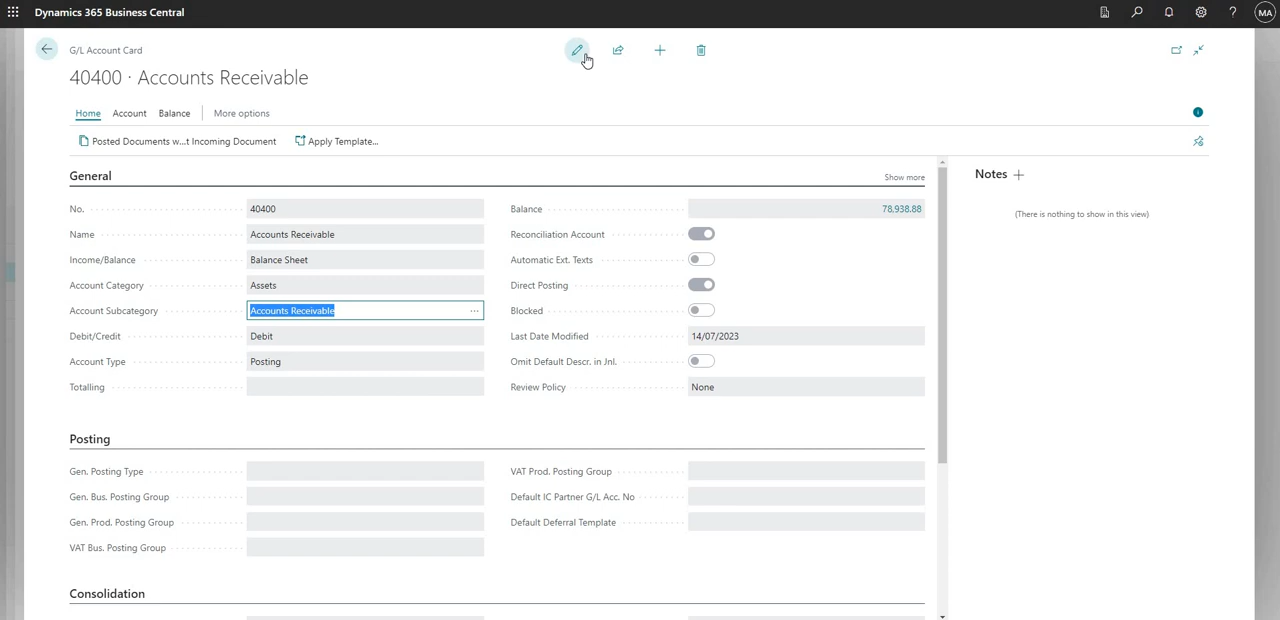 Dynamics 365 Business Central
?
MA
G/L Account Card
40400 · Accounts Receivable
Home Account Balance More options
Posted Documents w...t Incoming Document Apply Template...
General Show more
No. 40400
Name Accounts Receivable
Income/Balance Balance Sheet
Account Category Assets
Account Subcategory Accounts Receivable ...
Debit/Credit Debit
Account Type Posting
Totalling
Balance 78,938.88
Reconciliation Account
Automatic Ext. Texts
Direct Posting
Blocked
Last Date Modified 14/07/2023
Omit Default Descr. in Jnl.
Review Policy None
Posting
Gen. Posting Type
Gen. Bus. Posting Group
Gen. Prod. Posting Group
VAT Bus. Posting Group
VAT Prod. Posting Group
Default IC Partner G/L Acc. No
Default Deferral Template
Consolidation
Notes
(There is nothing to show in this view)